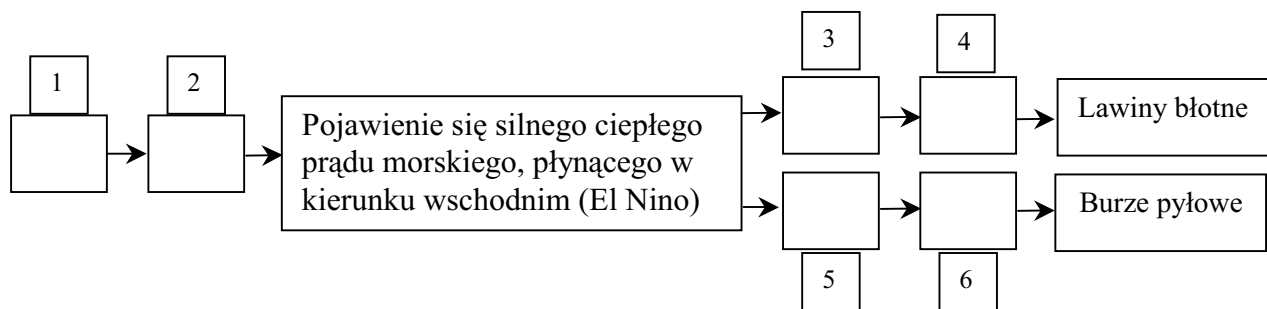 1
2
3
4
Pojawienie się silnego ciepłego
prądu morskiego, płynącego w
kierunku wschodnim (El Nino)
Lawiny błotne
Burze pyłowe
5
6